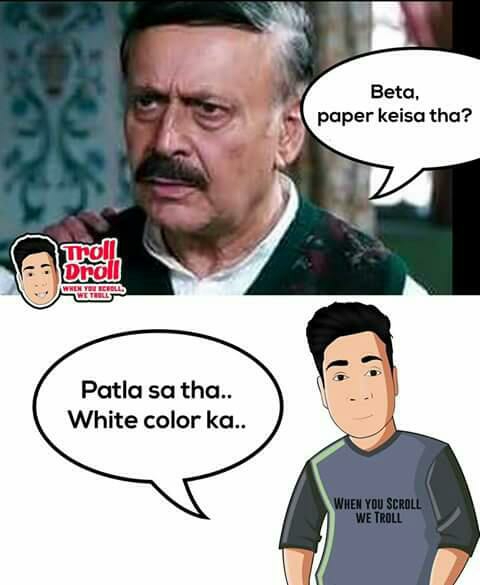 Beta,
paper keisa tha?
Troll
Droll
WHEN YOU SCROLL,
WE TROLL
Patla sa tha..
White color ka..
WHEN YOU SCROLL
WE TROLL